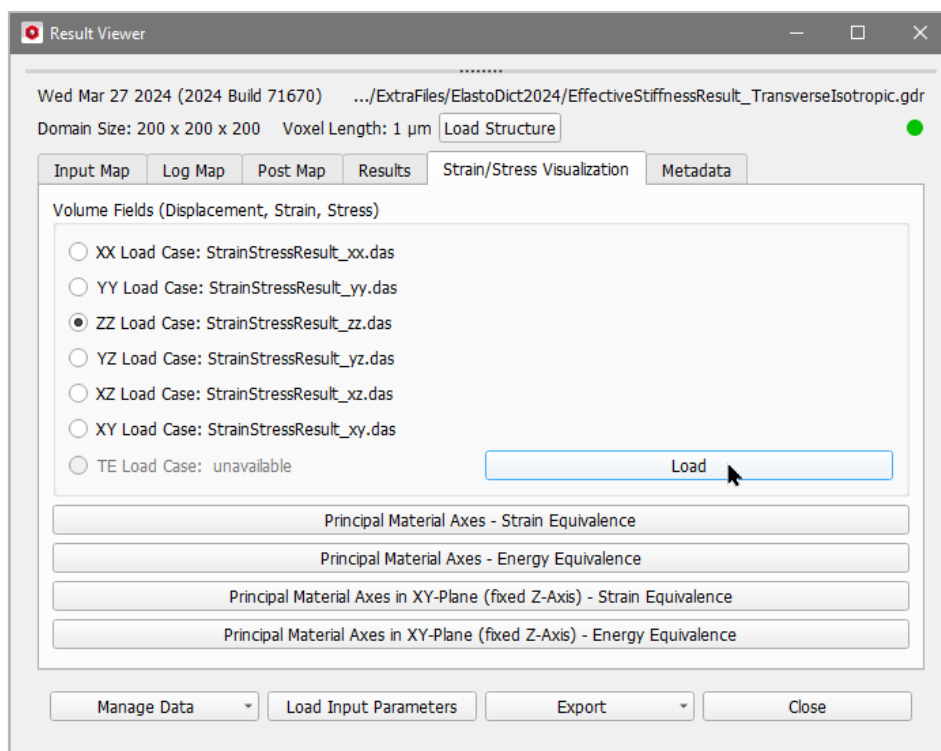 Result Viewer
Wed Mar 27 2024 (2024 Build 71670) .../ExtraFiles/ElastoDict2024/EffectiveStiffnessResult_TransverseIsotropic.gdr
Domain Size: 200 x 200 x 200 Voxel Length: 1 µm Load Structure
Input Map Log Map Post Map Results Strain/Stress Visualization Metadata
Volume Fields (Displacement, Strain, Stress)
XX Load Case: StrainStressResult_xx.das
YY Load Case: StrainStressResult_yy.das
ZZ Load Case: StrainStressResult_zz.das
YZ Load Case: StrainStressResult_yz.das
XZ Load Case: StrainStressResult_xz.das
XY Load Case: StrainStressResult_xy.das
TE Load Case: unavailable Load
Principal Material Axes - Strain Equivalence
Principal Material Axes - Energy Equivalence
Principal Material Axes in XY-Plane (fixed Z-Axis) - Strain Equivalence
Principal Material Axes in XY-Plane (fixed Z-Axis) - Energy Equivalence
Manage Data Load Input Parameters Export Close